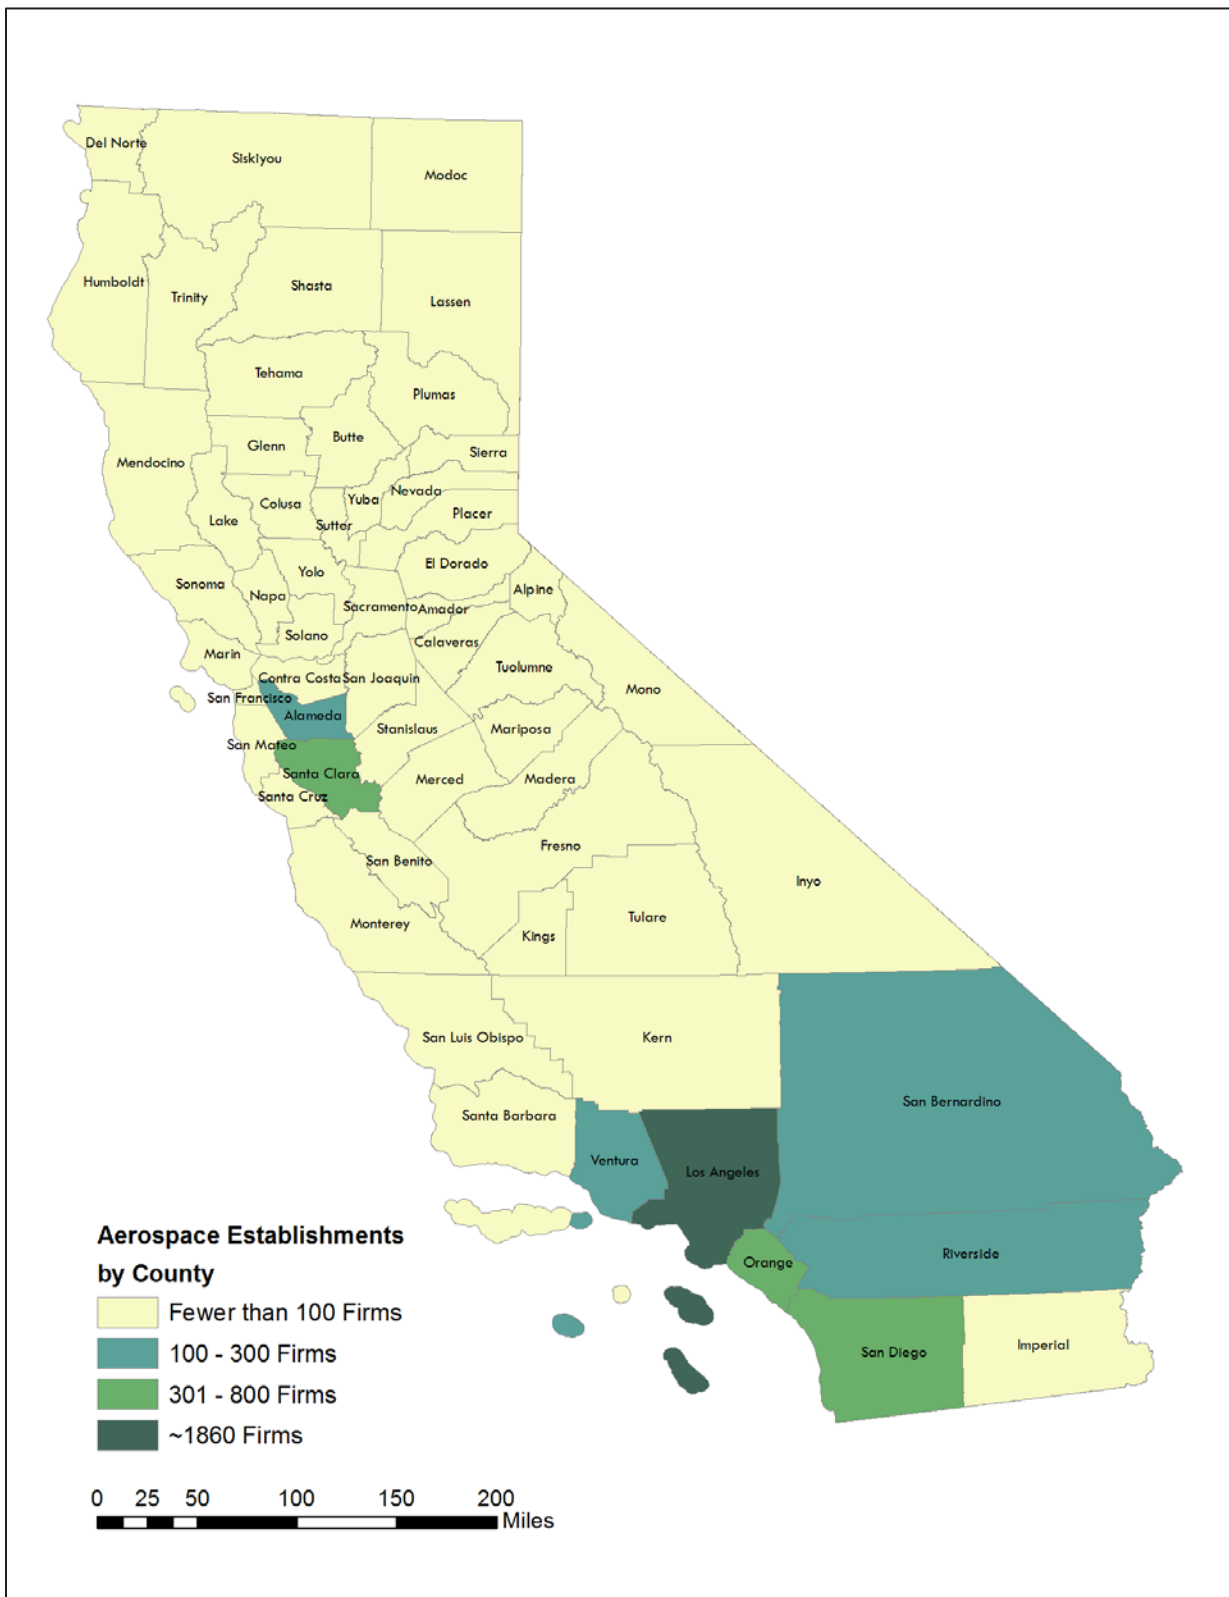 Del Norte
Siskiyou
Modoc
Humboldt
Trinity
Shasta
Lassen
Tehama
Plumas
Glenn
Butte
Sierra
Mendocino
Colusa
Yuba
Nevada
Lake
Sutter
Placer
Sonoma
Napa
Yolo
El Dorado
Alpine
Sacramento
Amador
Solano
Calaveras
Marin
Tuolumne
Contra Costa
San Joaquin
Mono
San Francisco
Alameda
Stanislaus
Mariposa
San Mateo
Santa Clara
Merced
Madera
Santa Cruz
Fresno
San Benito
Inyo
Monterey
Kings
Tulare
San Luis Obispo
Kern
Santa Barbara
San Bernardino
Ventura
Los Angeles
Orange
Riverside
San Diego
Imperial
Aerospace Establishments
by County
Fewer than 100 Firms
100 - 300 Firms
301 - 800 Firms
~1860 Firms
0 25 50 100 150 200
Miles